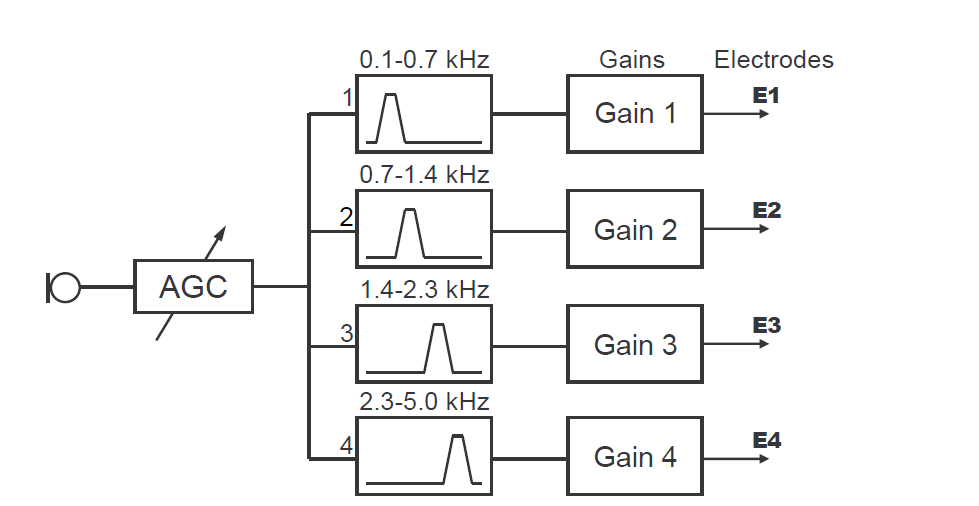 0.1-0.7 kHz Gains Electrodes
1 Gain 1 E1
0.7-1.4 kHz
2 Gain 2 E2
AGC
1.4-2.3 kHz
3 Gain 3 E3
2.3-5.0 kHz
4 Gain 4 E4